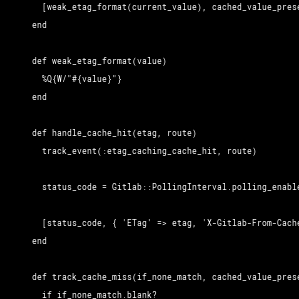 [weak_etag_format(current_value), cached_value_prese
end
def weak_etag_format(value)
%Q{W/"#{value}"}
end
def handle_cache_hit(etag, route)
track_event(:etag_caching_cache_hit, route)
status_code = Gitlab::PollingInterval.polling_enable
[status_code, { 'ETag' => etag, 'X-Gitlab-From-Cache
end
def track_cache_miss(if_none_match, cached_value_prese
if if_none_match.blank?